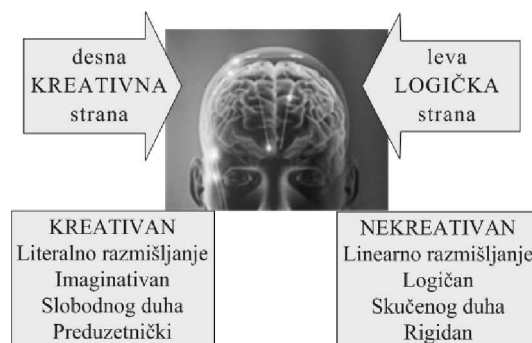 desna
KREATIVNA
strana
leva
LOGIČKA
strana
KREATIVAN
Literalno razmišljanje
Imaginativan
Slobodnog duha
Preduzetnički
NEKREATIVAN
Linearno razmišljanje
Logičan
Skučenog duha
Rigidan